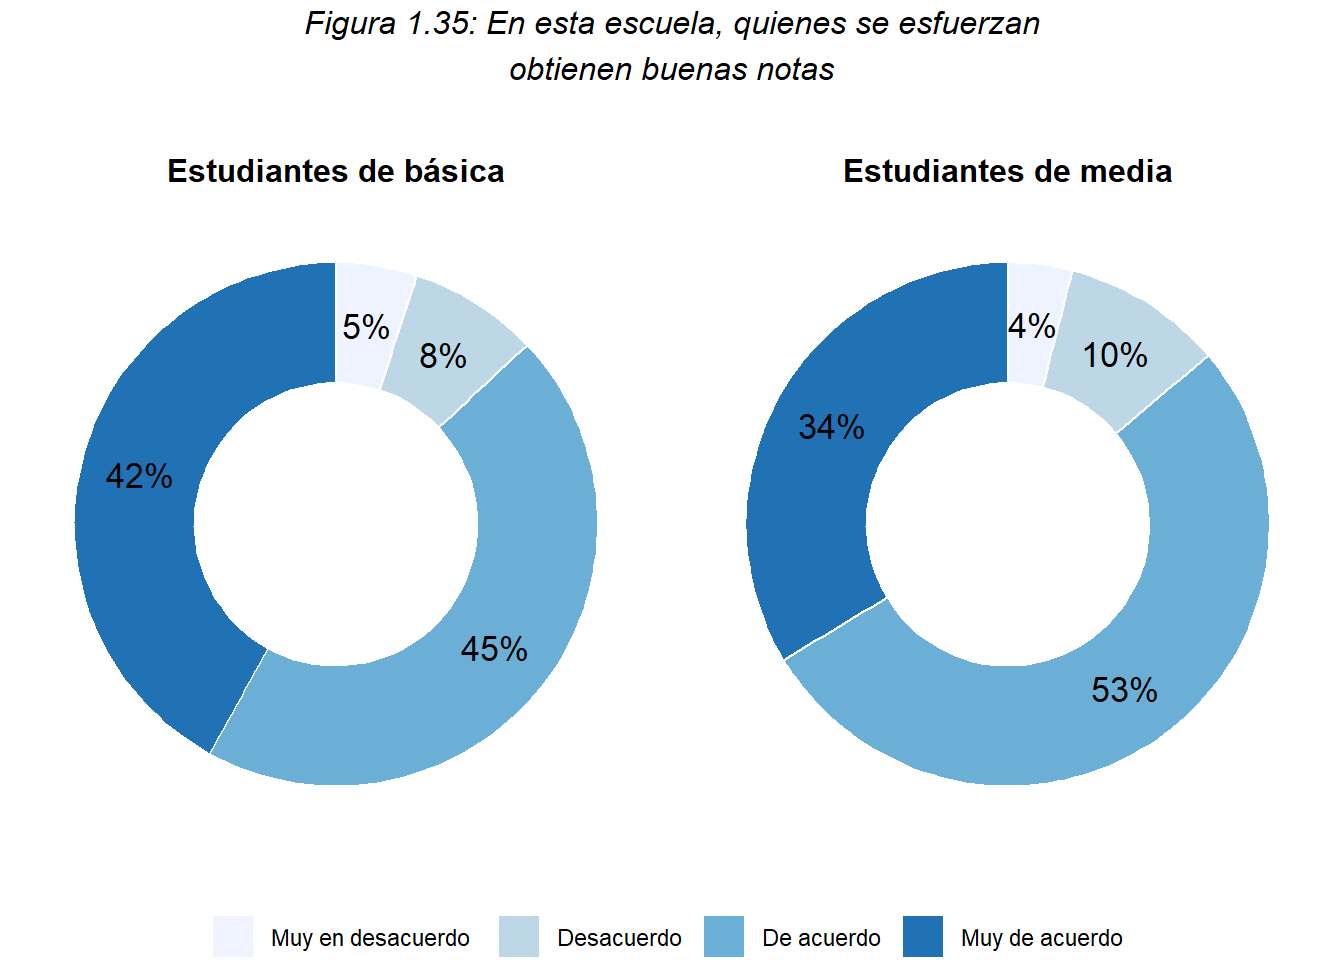 Figura 1.35: En esta escuela, quienes se esfuerzan
obtienen buenas notas
Estudiantes de básica
5%
8%
42%
45%
Estudiantes de media
4%
10%
34%
53%
Muy en desacuerdo
Desacuerdo
De acuerdo
Muy de acuerdo